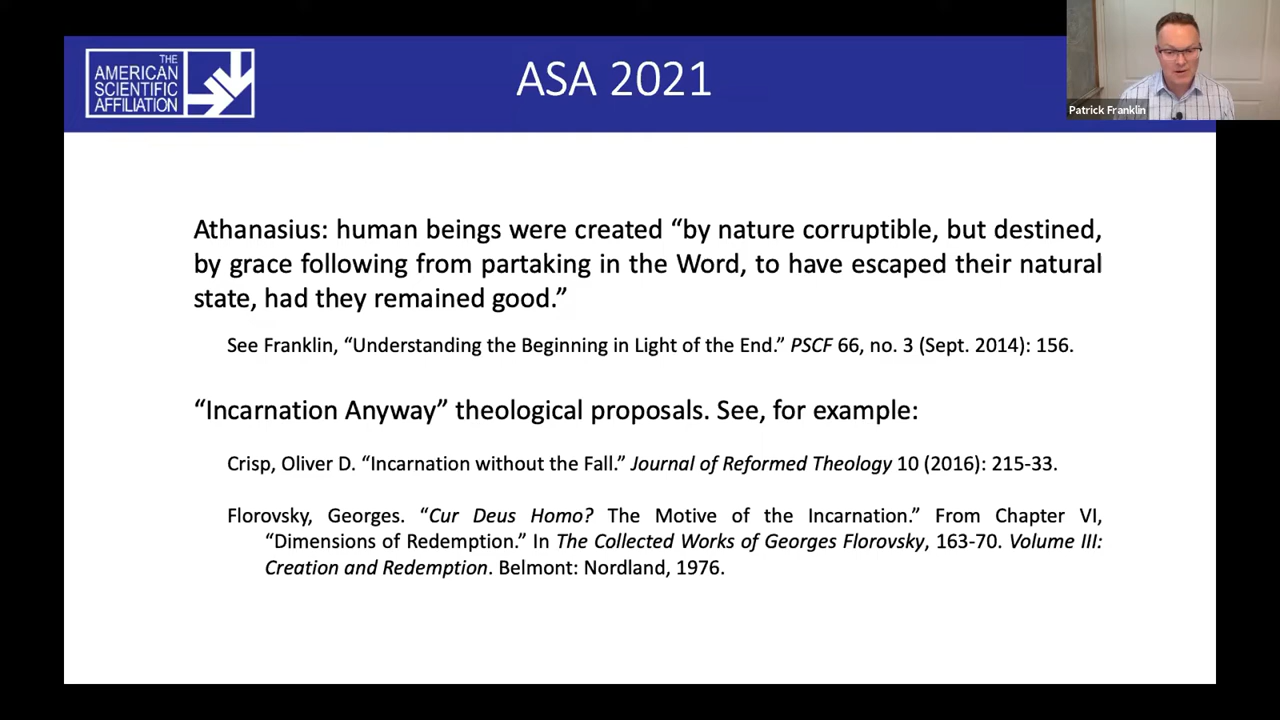 THE
AMERICAN
SCIENTIFIC
AFFILIATION
ASA 2021
Patrick Franklin
Athanasius: human beings were created “by nature corruptible, but destined,
by grace following from partaking in the Word, to have escaped their natural
state, had they remained good.”
See Franklin, “Understanding the Beginning in Light of the End.” PSCF 66, no. 3 (Sept. 2014): 156.
“Incarnation Anyway” theological proposals. See, for example:
Crisp, Oliver D. “Incarnation without the Fall.” Journal of Reformed Theology 10 (2016): 215-33.
Florovsky, Georges. “Cur Deus Homo? The Motive of the Incarnation.” From Chapter VI,
“Dimensions of Redemption.” In The Collected Works of Georges Florovsky, 163-70. Volume III:
Creation and Redemption. Belmont: Nordland, 1976.